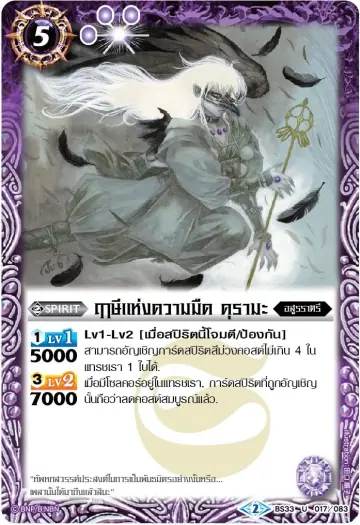 5
2 SPIRIT ฤๅษีแห่งความมืด คุรามะ อสูรราตรี
1 LV1 5000
3 LV2 7000
Lv1-Lv2 [เมื่อสปิริตนี้โจมตี/ป้องกัน]
สามารถอัญเชิญการ์ดสปิริตสีม่วงคอสต์ไม่เกิน 4 ใน
แทรชเรา 1 ใบได้
เมื่อมีโซลคอร์อยู่ในแทรชเรา, การ์ดสปิริตที่ถูกอัญเชิญ
นั้นถือว่าลดคอสต์สมบูรณ์แล้ว.
©BNP/B,NBN
2 BS33 - U 017/083